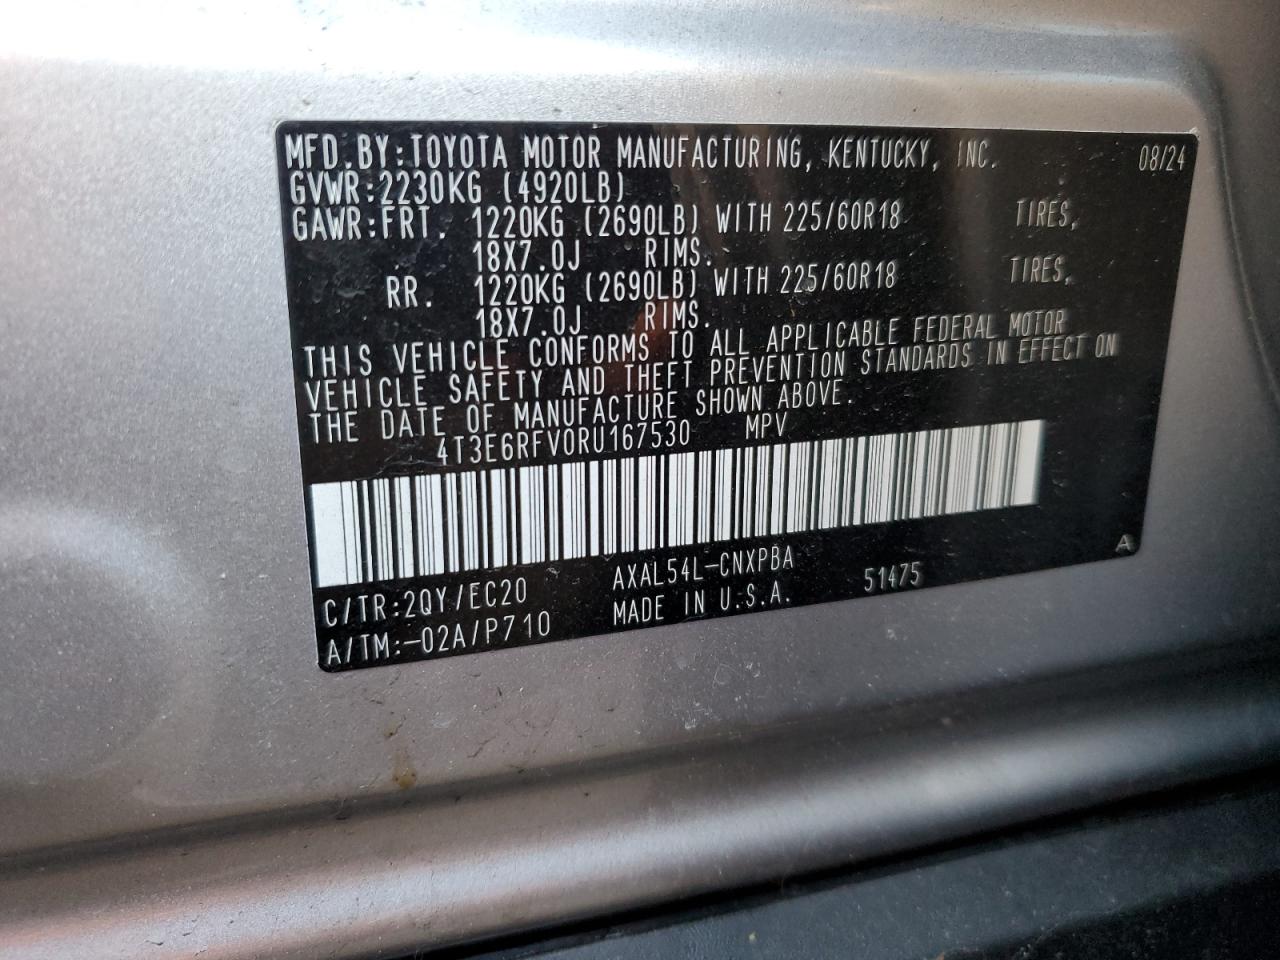 MFD.BY:TOYOTA MOTOR MANUFACTURING, KENTUCKY, INC. 08/24
GVWR:2230KG (4920LB)
GAWR:FRT. 1220KG (2690LB) WITH 225/60R18 TIRES,
18X7.0J RIMS.
RR. 1220KG (2690LB) WITH 225/60R18 TIRES,
18X7.0J RIMS.
THIS VEHICLE CONFORMS TO ALL APPLICABLE FEDERAL MOTOR
VEHICLE SAFETY AND THEFT PREVENTION STANDARDS IN EFFECT ON
THE DATE OF MANUFACTURE SHOWN ABOVE.
4T3E6RFV0RU167530 MPV
C/TR:2QY/EC20 AXAL54L-CNXPBA A
A/TM:-02A/P710 MADE IN U.S.A. 51475